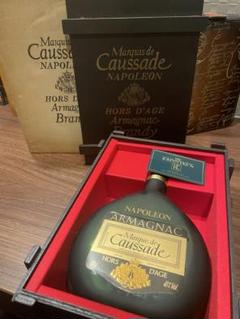 Marquis de
Caussade
NAPOLEON
HORS D'AGE
Armagnac
Brandy
Marquis de
Caussade
NAPOLEON
HORS D'AGE
Armagnac
Brandy
NAPOLEON
ARMAGNAC
Marquis de
Caussade
HORS D'AGE